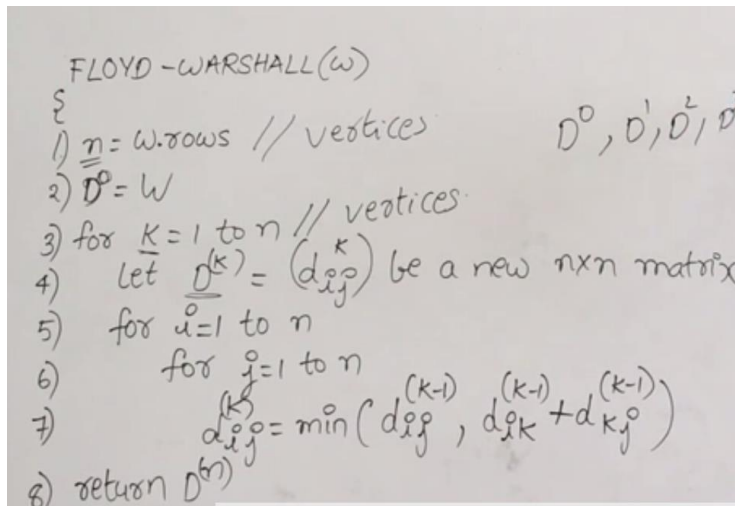 FLOYD-WARSHALL(W)
{
1) n = W.rows // vertices
D⁰, D¹, D², D
2) D⁰ = W
3) for K = 1 to n // vertices
4) Let D^(K) = (d_ij^K) be a new nxn matrix
5) for i=1 to n
6) for j=1 to n
7) d_ij^(K) = min(d_ij^(K-1), d_iK^(K-1) + d_Kj^(K-1))
8) return D^(n)